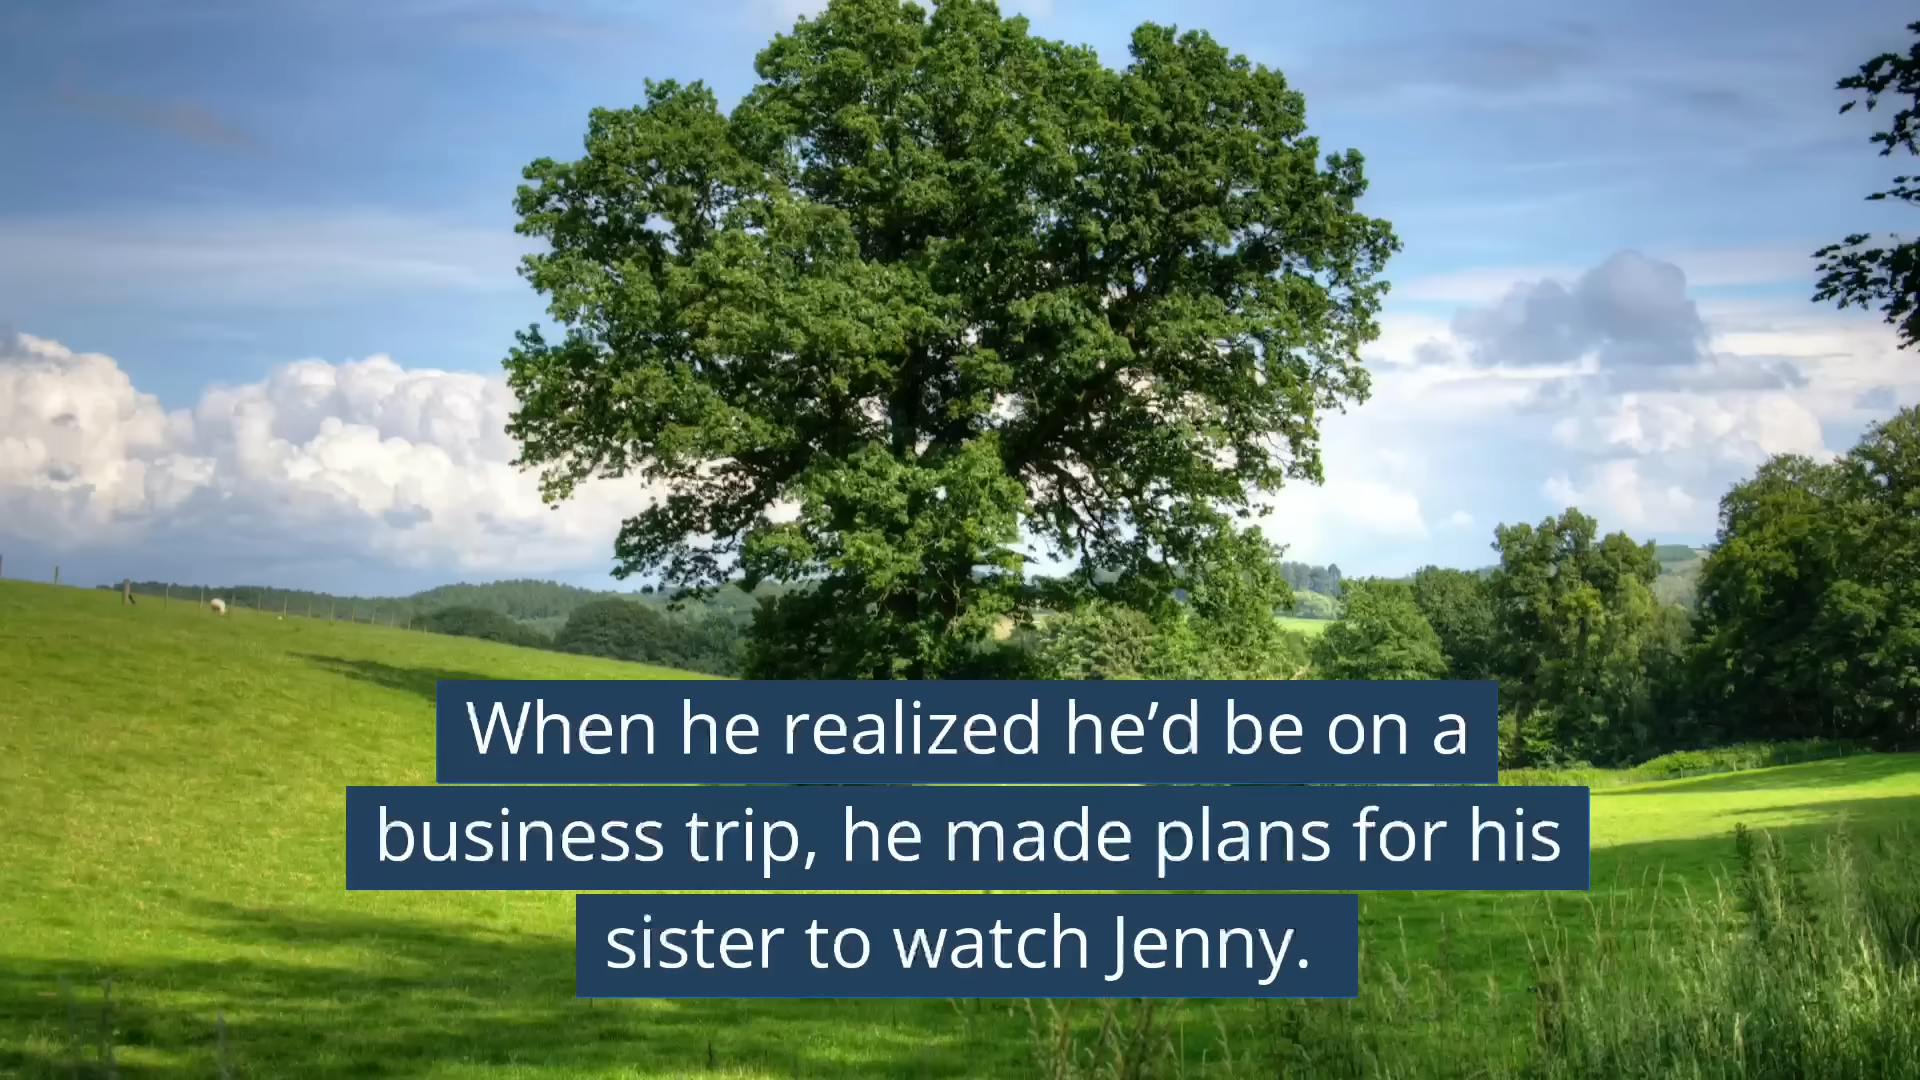 When he realized he’d be on a
business trip, he made plans for his
sister to watch Jenny.